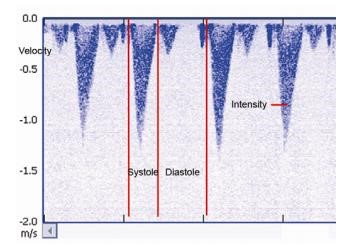 0.0
Velocity
-0.5
Intensity
-1.0
-1.5
Systole Diastole
-2.0
m/s